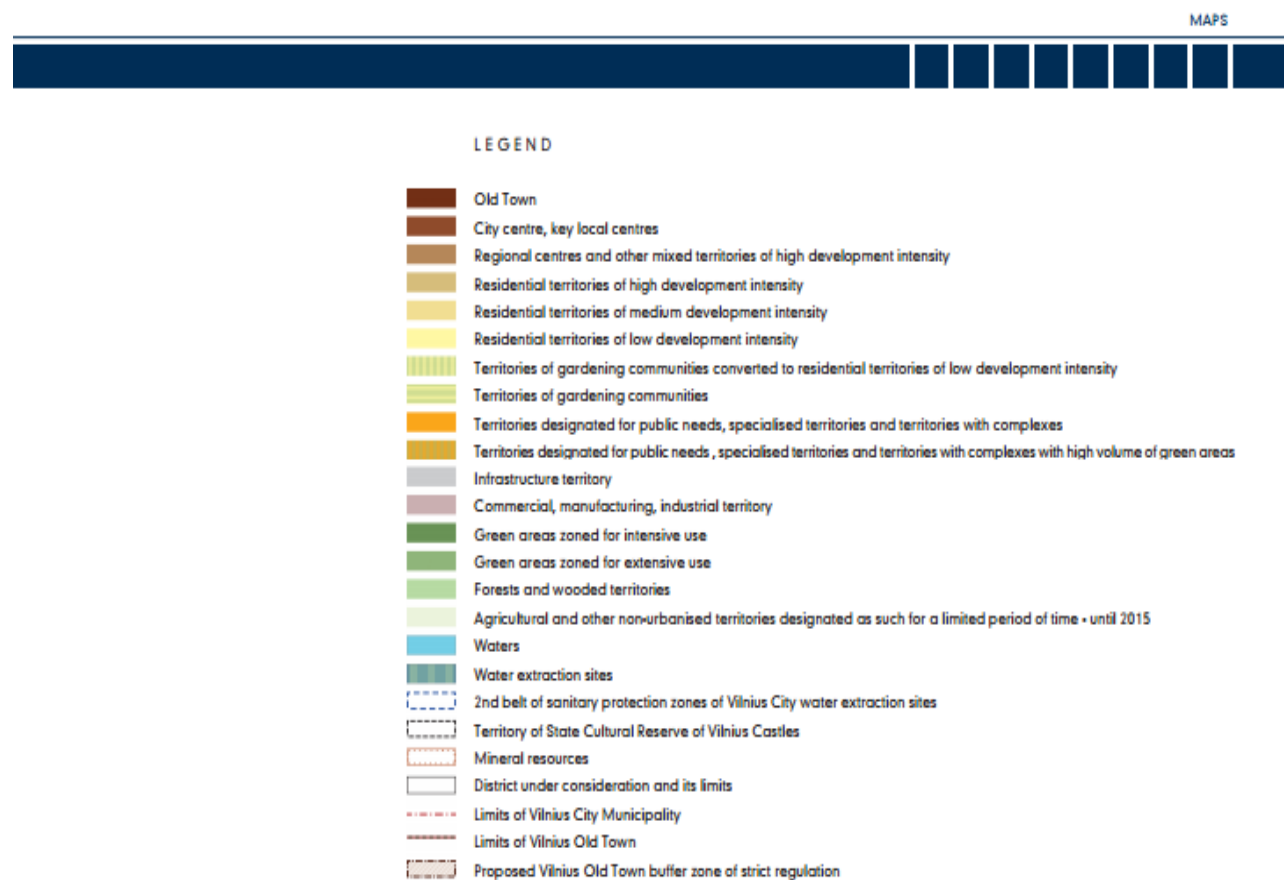 MAPS
LEGEND
Old Town
City centre, key local centres
Regional centres and other mixed territories of high development intensity
Residential territories of high development intensity
Residential territories of medium development intensity
Residential territories of low development intensity
Territories of gardening communities converted to residential territories of low development intensity
Territories of gardening communities
Territories designated for public needs, specialised territories and territories with complexes
Territories designated for public needs , specialised territories and territories with complexes with high volume of green areas
Infrastructure territory
Commercial, manufacturing, industrial territory
Green areas zoned for intensive use
Green areas zoned for extensive use
Forests and wooded territories
Agricultural and other non-urbanised territories designated as such for a limited period of time - until 2015
Waters
Water extraction sites
2nd belt of sanitary protection zones of Vilnius City water extraction sites
Territory of State Cultural Reserve of Vilnius Castles
Mineral resources
District under consideration and its limits
Limits of Vilnius City Municipality
Limits of Vilnius Old Town
Proposed Vilnius Old Town buffer zone of strict regulation